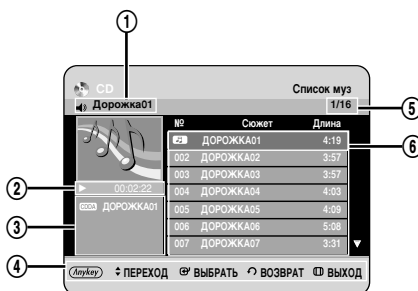 ①
CD
Список муз
Дорожка01
1/16
⑤
№ Сюжет Длина
ДОРОЖКА01 4:19
⑥
002 ДОРОЖКА02 3:57
② 00:02:22
003 ДОРОЖКА03 3:57
004 ДОРОЖКА04 4:03
③ CDDA ДОРОЖКА01
005 ДОРОЖКА05 4:09
006 ДОРОЖКА06 5:08
007 ДОРОЖКА07 3:31
④ Anykey ПЕРЕХОД ВЫБРАТЬ ВОЗВРАТ ВЫХОД